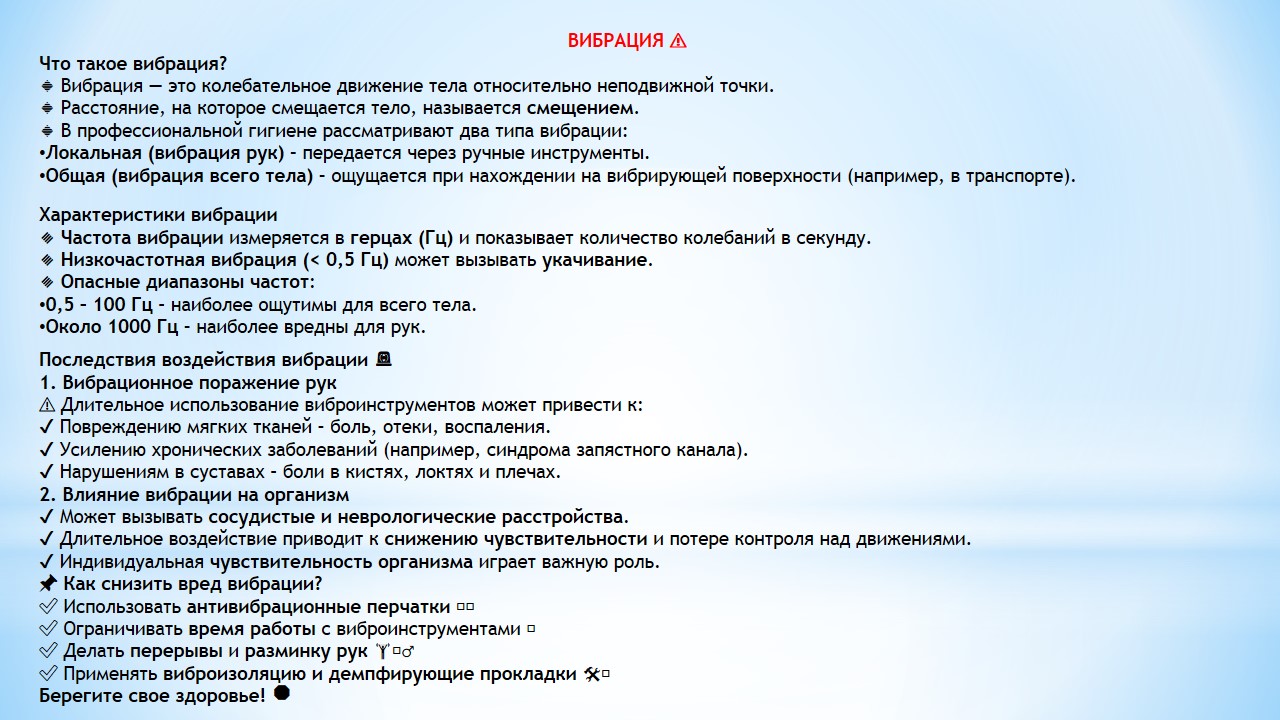 ВИБРАЦИЯ ⚠
Что такое вибрация?
🔹 Вибрация — это колебательное движение тела относительно неподвижной точки.
🔹 Расстояние, на которое смещается тело, называется смещением.
🔹 В профессиональной гигиене рассматривают два типа вибрации:
•Локальная (вибрация рук) – передается через ручные инструменты.
•Общая (вибрация всего тела) – ощущается при нахождении на вибрирующей поверхности (например, в транспорте).
Характеристики вибрации
🔸 Частота вибрации измеряется в герцах (Гц) и показывает количество колебаний в секунду.
🔸 Низкочастотная вибрация (< 0,5 Гц) может вызывать укачивание.
🔸 Опасные диапазоны частот:
•0,5 – 100 Гц – наиболее ощутимы для всего тела.
•Около 1000 Гц – наиболее вредны для рук.
Последствия воздействия вибрации 🚨
1. Вибрационное поражение рук
⚠ Длительное использование виброинструментов может привести к:
✔ Повреждению мягких тканей – боль, отеки, воспаления.
✔ Усилению хронических заболеваний (например, синдрома запястного канала).
✔ Нарушениям в суставах – боли в кистях, локтях и плечах.
2. Влияние вибрации на организм
✔ Может вызывать сосудистые и неврологические расстройства.
✔ Длительное воздействие приводит к снижению чувствительности и потере контроля над движениями.
✔ Индивидуальная чувствительность организма играет важную роль.
📌 Как снизить вред вибрации?
✅ Использовать антивибрационные перчатки □□
✅ Ограничивать время работы с виброинструментами □
✅ Делать перерывы и разминку рук 🏋□♂
✅ Применять виброизоляцию и демпфирующие прокладки 🛠□
Берегите свое здоровье! 🛑